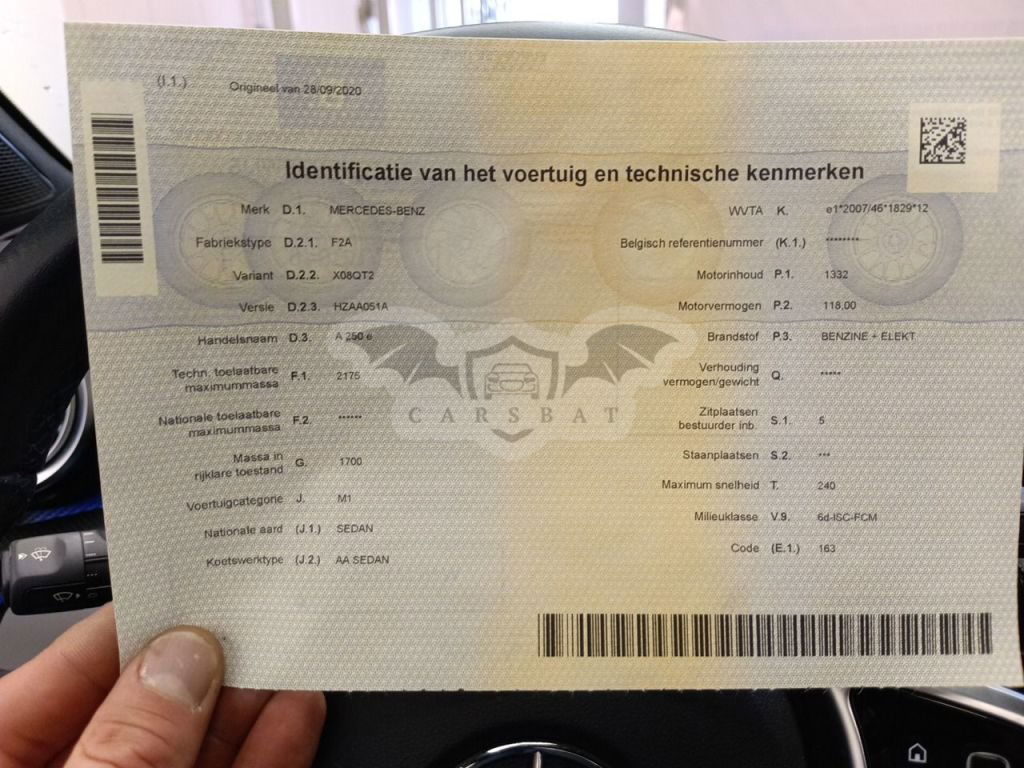 (I.1.) Origineel van 28/09/2020
Identificatie van het voertuig en technische kenmerken
Merk D.1. MERCEDES-BENZ
Fabriekstype D.2.1. F2A
Variant D.2.2. X08QT2
Versie D.2.3. HZAA051A
Handelsnaam D.3. A 250 e
Techn. toelaatbare
maximummassa F.1. 2175
Nationale toelaatbare
maximummassa F.2. ******
Massa in
rijklare toestand G. 1700
Voertuigcategorie J. M1
Nationale aard (J.1.) SEDAN
Koetswerktype (J.2.) AA SEDAN
WVTA K. e1*2007/46*1829*12
Belgisch referentienummer (K.1.) ********
Motorinhoud P.1. 1332
Motorvermogen P.2. 118,00
Brandstof P.3. BENZINE + ELEKT
Verhouding
vermogen/gewicht Q. *****
Zitplaatsen
bestuurder inb. S.1. 5
Staanplaatsen S.2. ***
Maximum snelheid T. 240
Milieuklasse V.9. 6d-ISC-FCM
Code (E.1.) 163
CARSBAT